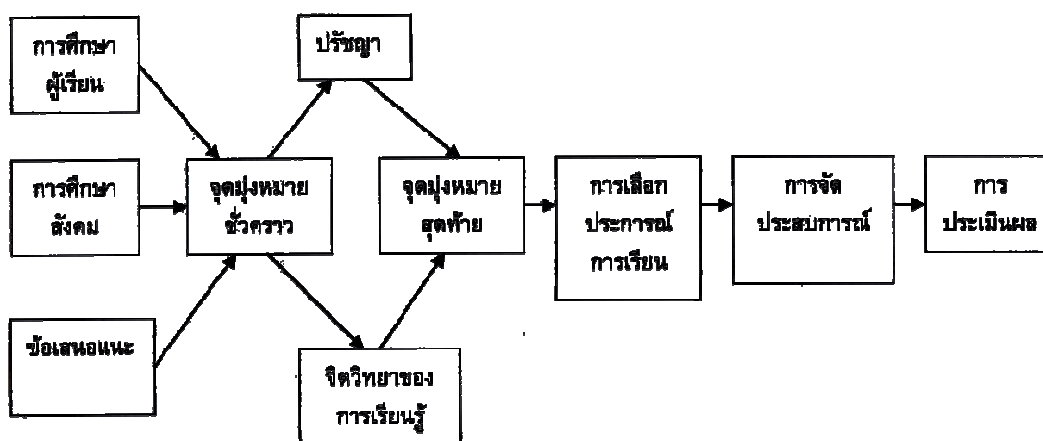 การศึกษา
ผู้เรียน
ปรัชญา
การศึกษา
สังคม
จุดมุ่งหมาย
ชั่วคราว
จุดมุ่งหมาย
สุดท้าย
การเลือก
ประการณ์
การเรียน
การจัด
ประสบการณ์
การ
ประเมินผล
ข้อเสนอแนะ
จิตวิทยาของ
การเรียนรู้